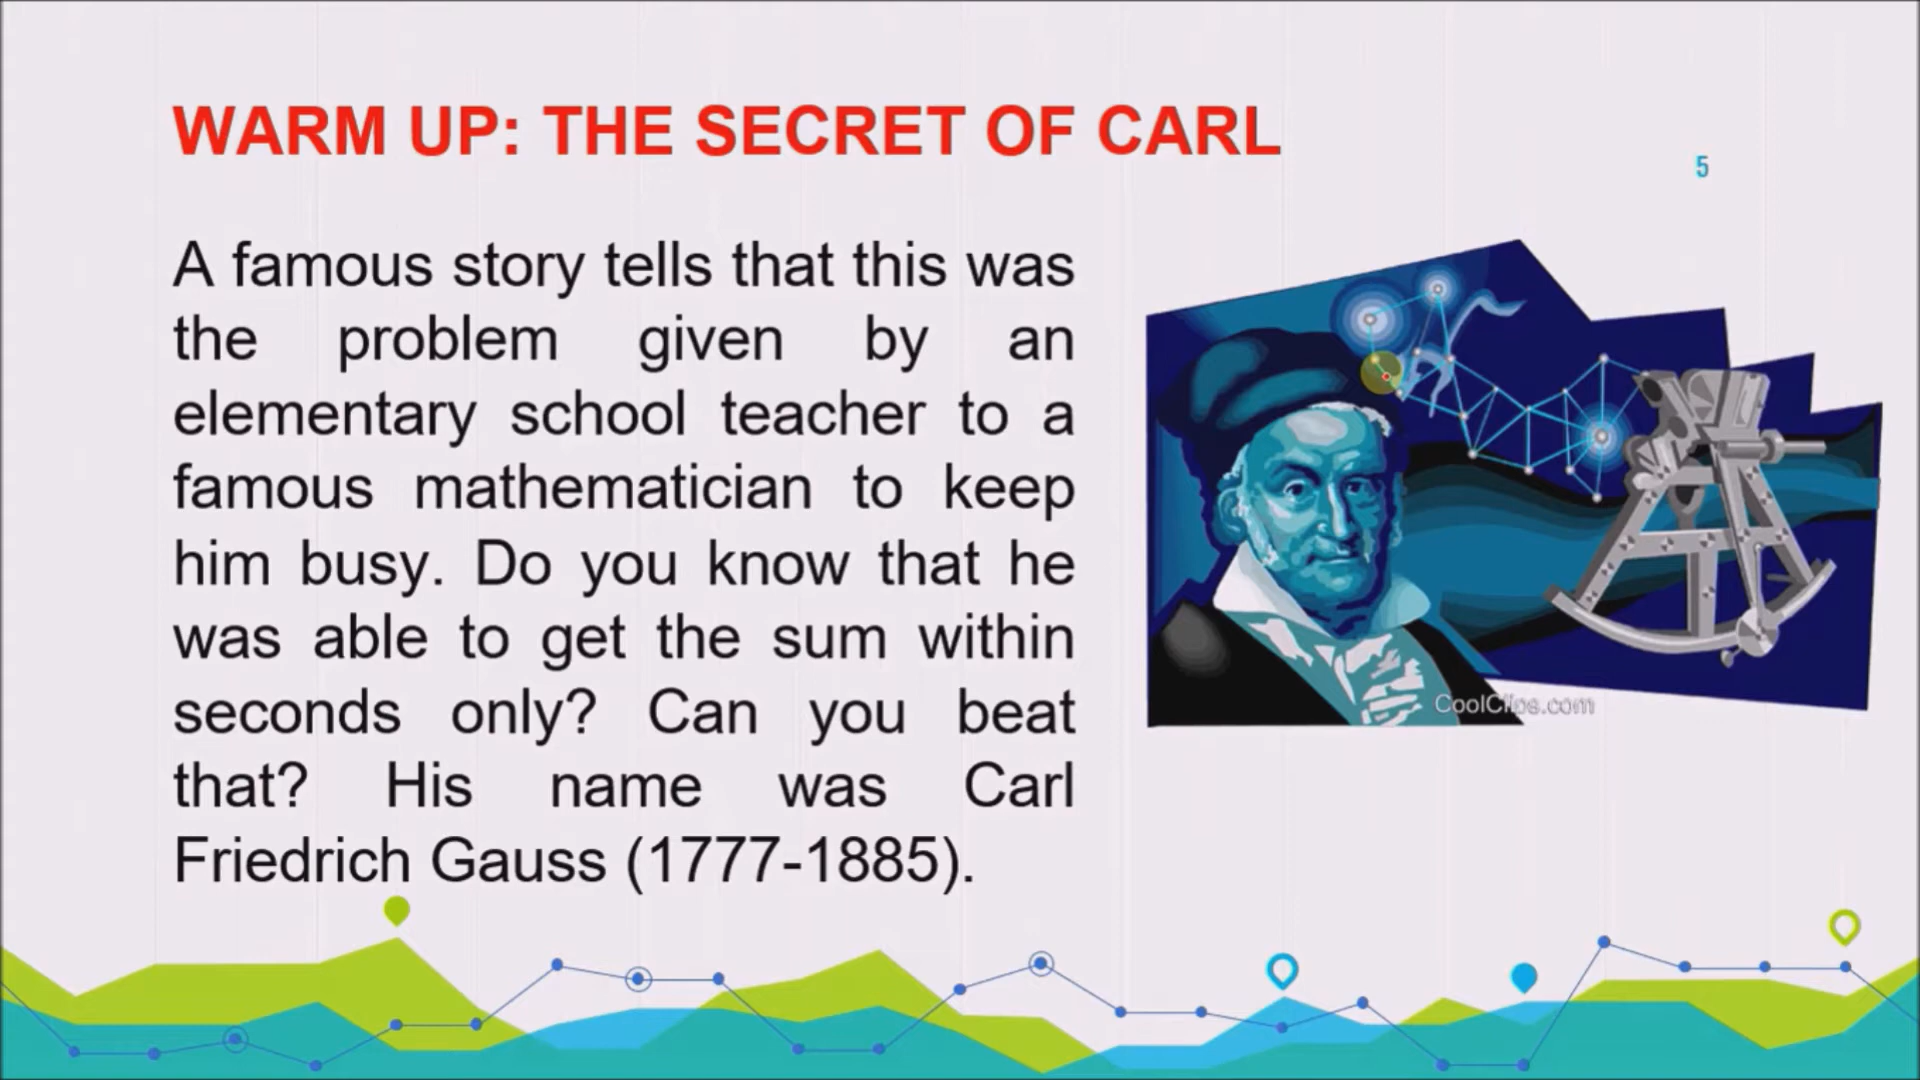 WARM UP: THE SECRET OF CARL
5
A famous story tells that this was
the problem given by an
elementary school teacher to a
famous mathematician to keep
him busy. Do you know that he
was able to get the sum within
seconds only? Can you beat
that? His name was Carl
Friedrich Gauss (1777-1885).
CoolClips.com